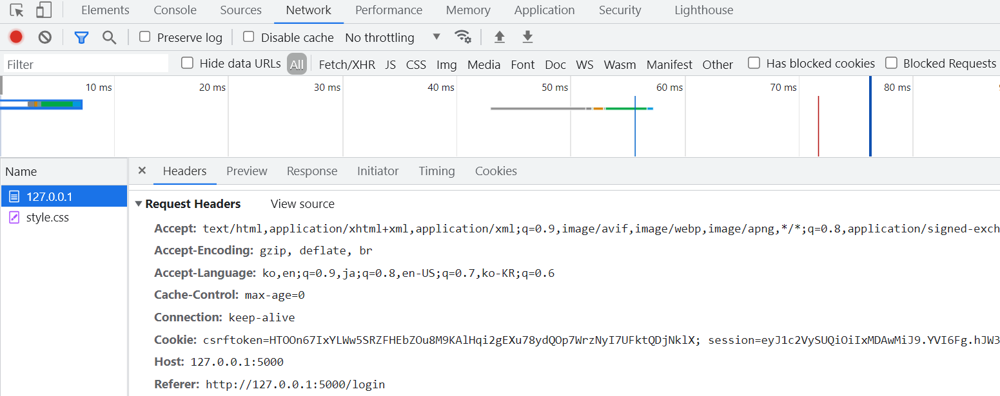 Elements Console Sources Network Performance Memory Application Security Lighthouse
Preserve log Disable cache No throttling
Filter Hide data URLs All Fetch/XHR JS CSS Img Media Font Doc WS Wasm Manifest Other Has blocked cookies Blocked Requests
10 ms 20 ms 30 ms 40 ms 50 ms 60 ms 70 ms 80 ms
Name Headers Preview Response Initiator Timing Cookies
127.0.0.1
style.css
Request Headers View source
Accept: text/html,application/xhtml+xml,application/xml;q=0.9,image/avif,image/webp,image/apng,*/*;q=0.8,application/signed-exch
Accept-Encoding: gzip, deflate, br
Accept-Language: ko,en;q=0.9,ja;q=0.8,en-US;q=0.7,ko-KR;q=0.6
Cache-Control: max-age=0
Connection: keep-alive
Cookie: csrftoken=HTOOn67IxYLWw5SRZFHEbZOu8M9KAlHqi2gEXu78ydQOp7WrzNyI7UFktQDjNklX; session=eyJ1c2VySUQiOiIxMDAwMiJ9.YVI6Fg.hJW3
Host: 127.0.0.1:5000
Referer: http://127.0.0.1:5000/login